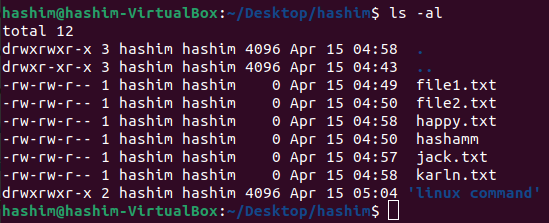 hashim@hashim-VirtualBox:~/Desktop/hashim$ ls -al
total 12
drwxrwxr-x 3 hashim hashim 4096 Apr 15 04:58 .
drwxr-xr-x 3 hashim hashim 4096 Apr 15 04:43 ..
-rw-rw-r-- 1 hashim hashim    0 Apr 15 04:49 file1.txt
-rw-rw-r-- 1 hashim hashim    0 Apr 15 04:50 file2.txt
-rw-rw-r-- 1 hashim hashim    0 Apr 15 04:58 happy.txt
-rw-rw-r-- 1 hashim hashim    0 Apr 15 04:50 hashamm
-rw-rw-r-- 1 hashim hashim    0 Apr 15 04:57 jack.txt
-rw-rw-r-- 1 hashim hashim    0 Apr 15 04:58 karln.txt
drwxrwxr-x 2 hashim hashim 4096 Apr 15 05:04 'linux command'
hashim@hashim-VirtualBox:~/Desktop/hashim$